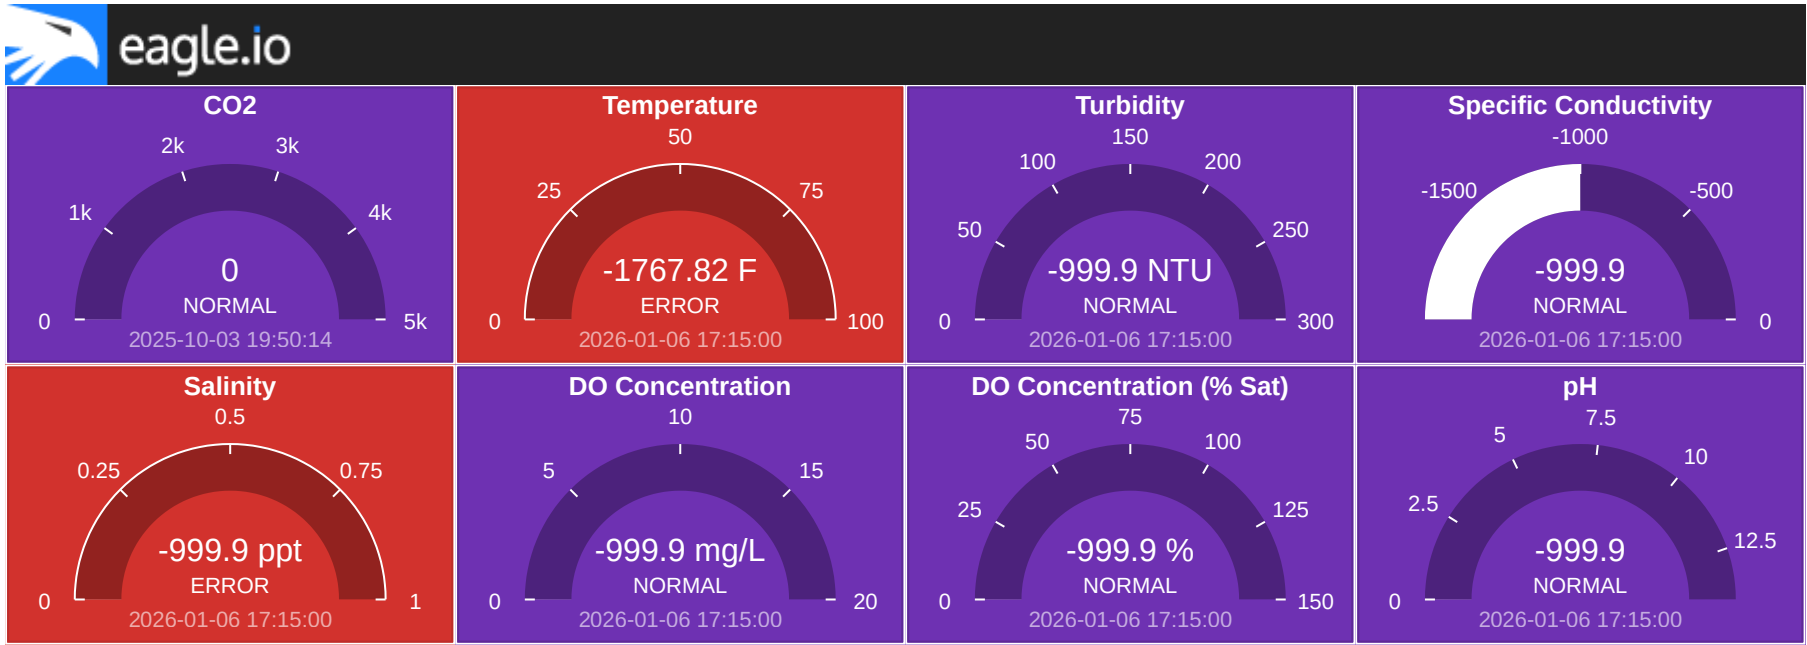 eagle.io
CO2
0
1k
2k
3k
4k
5k
0
NORMAL
2025-10-03 19:50:14
Temperature
0
25
50
75
100
-1767.82 F
ERROR
2026-01-06 17:15:00
Turbidity
0
50
100
150
200
250
300
-999.9 NTU
NORMAL
2026-01-06 17:15:00
Specific Conductivity
-1500
-1000
-500
0
-999.9
NORMAL
2026-01-06 17:15:00
Salinity
0
0.25
0.5
0.75
1
-999.9 ppt
ERROR
2026-01-06 17:15:00
DO Concentration
0
5
10
15
20
-999.9 mg/L
NORMAL
2026-01-06 17:15:00
DO Concentration (% Sat)
0
25
50
75
100
125
150
-999.9 %
NORMAL
2026-01-06 17:15:00
pH
0
2.5
5
7.5
10
12.5
-999.9
NORMAL
2026-01-06 17:15:00